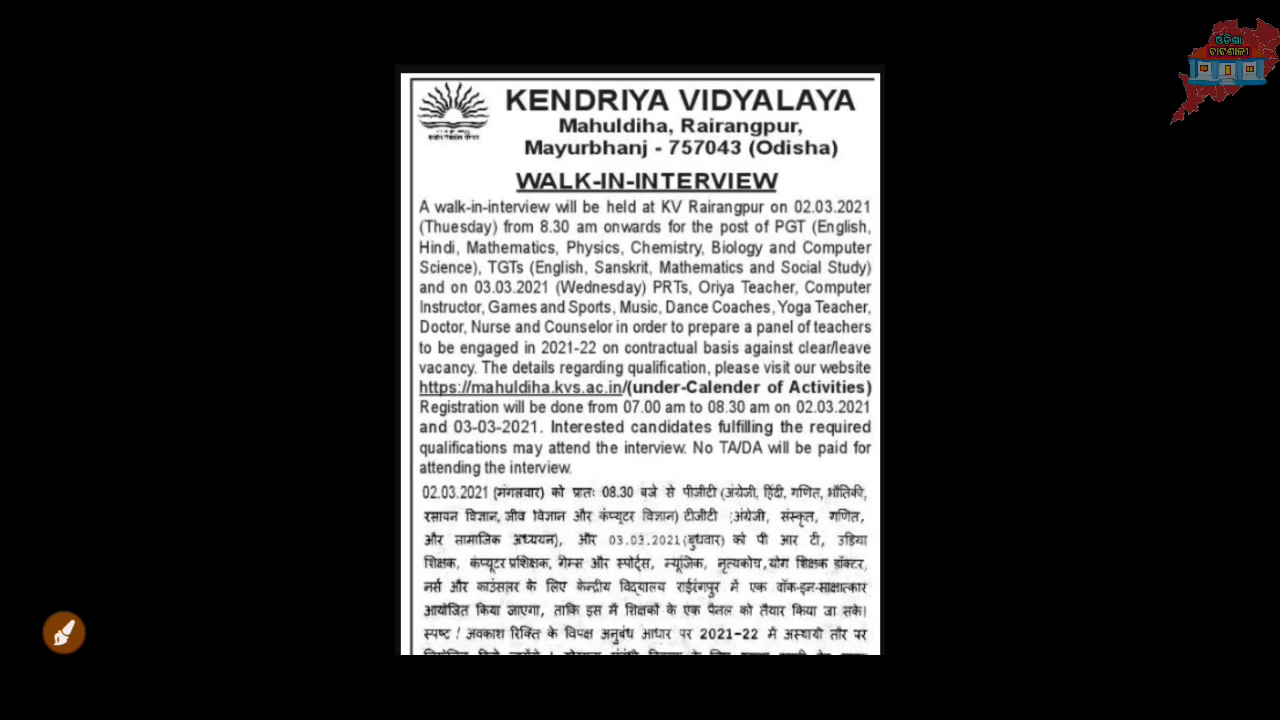 ଓଡ଼ିଶା
ଚାଟଶାଳୀ
KENDRIYA VIDYALAYA
Mahuldiha, Rairangpur,
Mayurbhanj - 757043 (Odisha)
WALK-IN-INTERVIEW
A walk-in-interview will be held at KV Rairangpur on 02.03.2021
(Thuesday) from 8.30 am onwards for the post of PGT (English,
Hindi, Mathematics, Physics, Chemistry, Biology and Computer
Science), TGTs (English, Sanskrit, Mathematics and Social Study)
and on 03.03.2021 (Wednesday) PRTs, Oriya Teacher, Computer
Instructor, Games and Sports, Music, Dance Coaches, Yoga Teacher,
Doctor, Nurse and Counselor in order to prepare a panel of teachers
to be engaged in 2021-22 on contractual basis against clear/leave
vacancy. The details regarding qualification, please visit our website
https://mahuldiha.kvs.ac.in/(under-Calender of Activities)
Registration will be done from 07.00 am to 08.30 am on 02.03.2021
and 03-03-2021. Interested candidates fulfilling the required
qualifications may attend the interview. No TA/DA will be paid for
attending the interview.
02.03.2021 (मंगलवार) को प्रातः 08.30 बजे से पीजीटी (अंग्रेजी, हिंदी, गणित, भौतिकी,
रसायन विज्ञान, जीव विज्ञान और कंप्यूटर विज्ञान) टीजीटी (अंग्रेजी, संस्कृत, गणित,
और सामाजिक अध्ययन), और 03.03.2021(बुधवार) को पी आर टी, उड़िया
शिक्षक, कंप्यूटर प्रशिक्षक, गेम्स और स्पोर्ट्स, म्यूजिक, नृत्यकोच,योग शिक्षक डॉक्टर,
नर्स और काउंसलर के लिए केन्द्रीय विद्यालय राईरंगपुर में एक वॉक-इन-साक्षात्कार
आयोजित किया जाएगा, ताकि इस में शिक्षकों के एक पैनल को तैयार किया जा सके।
स्पष्ट / अवकाश रिक्ति के विपक्ष अनुबंध आधार पर 2021-22 में अस्थायी तौर पर